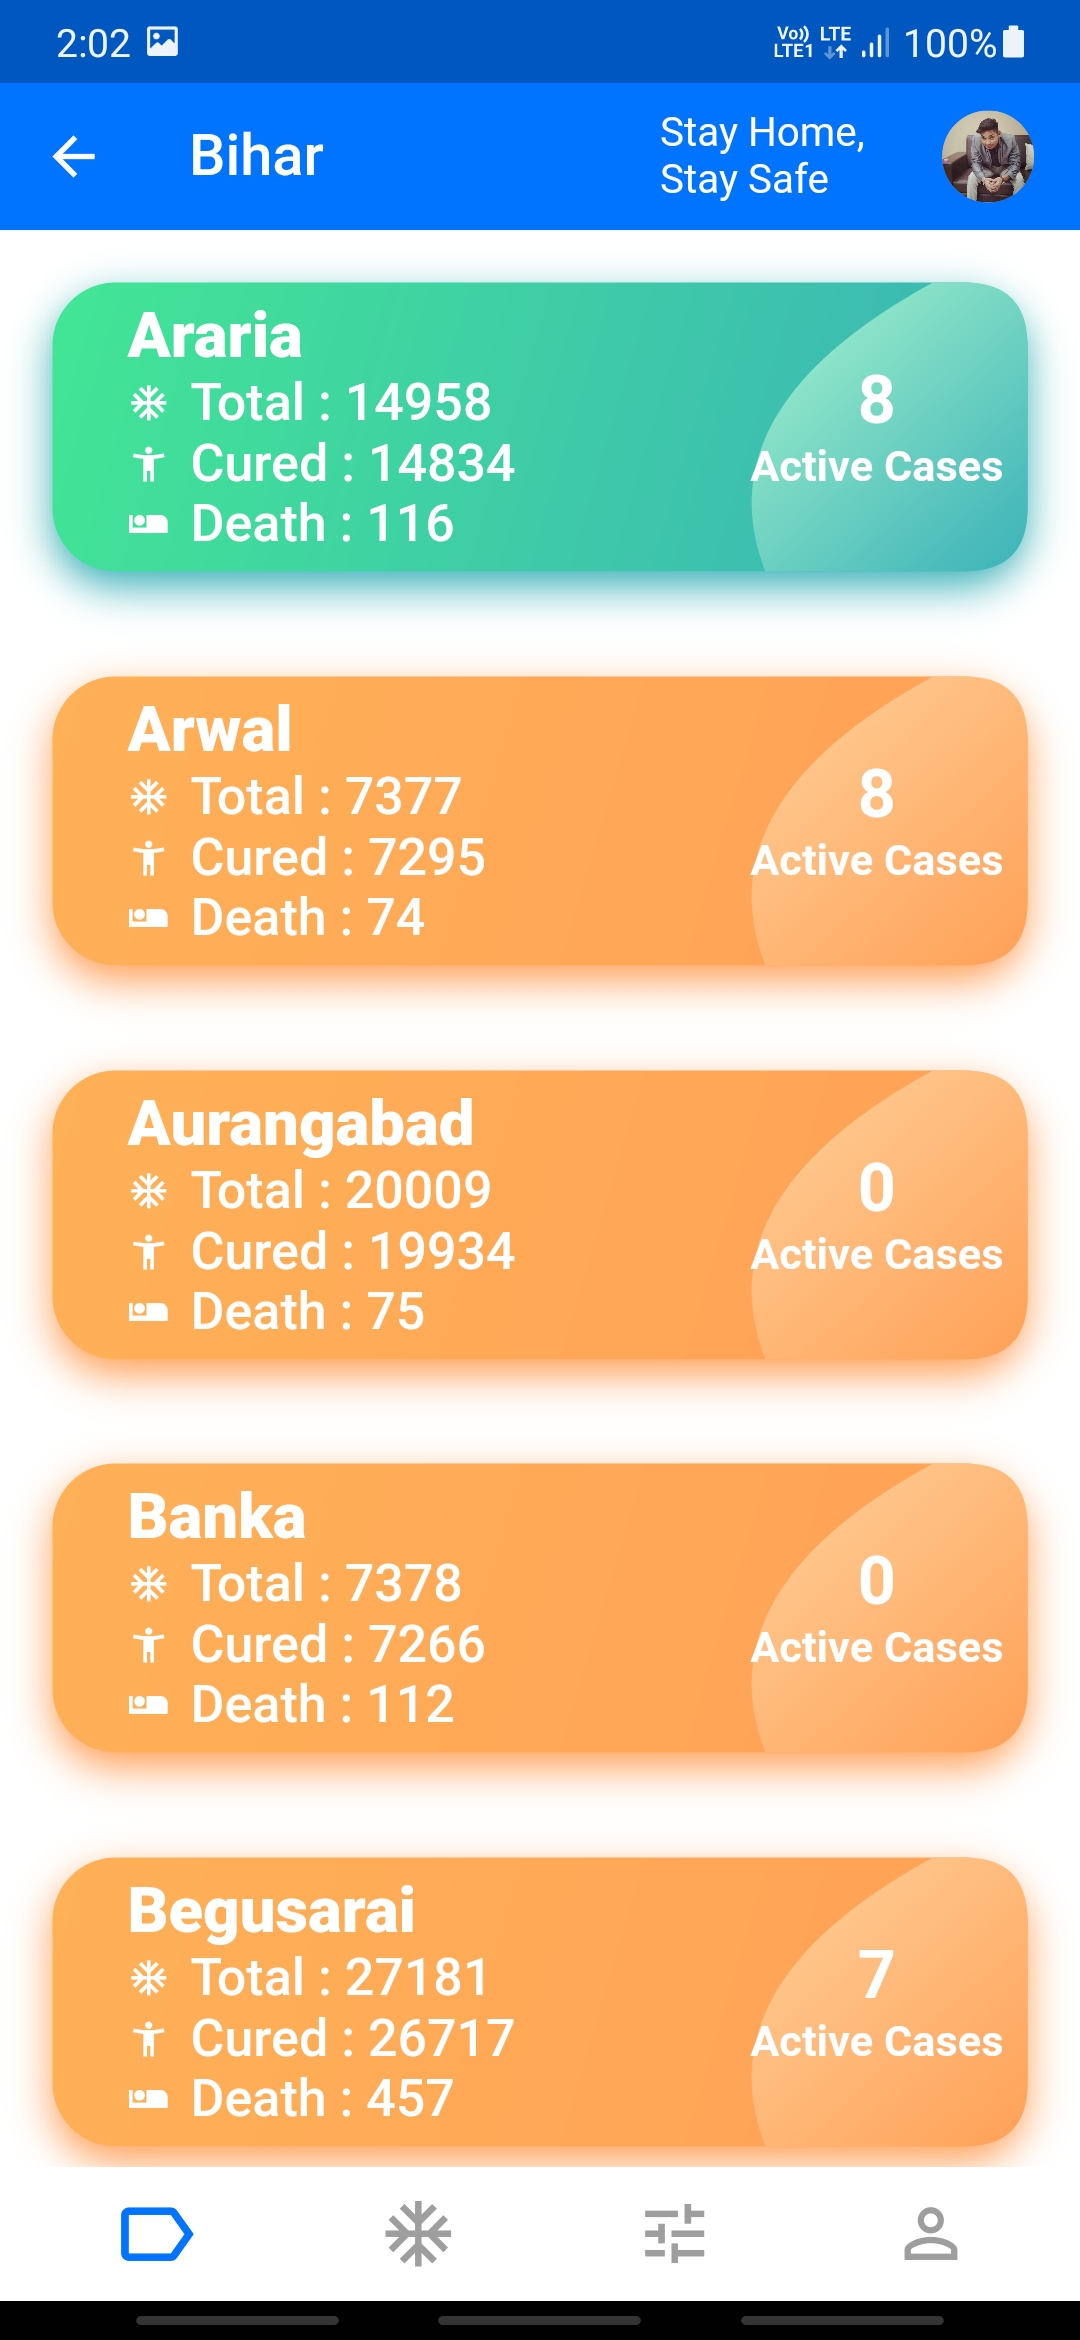 2:02 Vo)) LTE1 LTE 100%
Bihar
Stay Home,
Stay Safe
Araria
Total : 14958
Cured : 14834
Death : 116
8
Active Cases
Arwal
Total : 7377
Cured : 7295
Death : 74
8
Active Cases
Aurangabad
Total : 20009
Cured : 19934
Death : 75
0
Active Cases
Banka
Total : 7378
Cured : 7266
Death : 112
0
Active Cases
Begusarai
Total : 27181
Cured : 26717
Death : 457
7
Active Cases